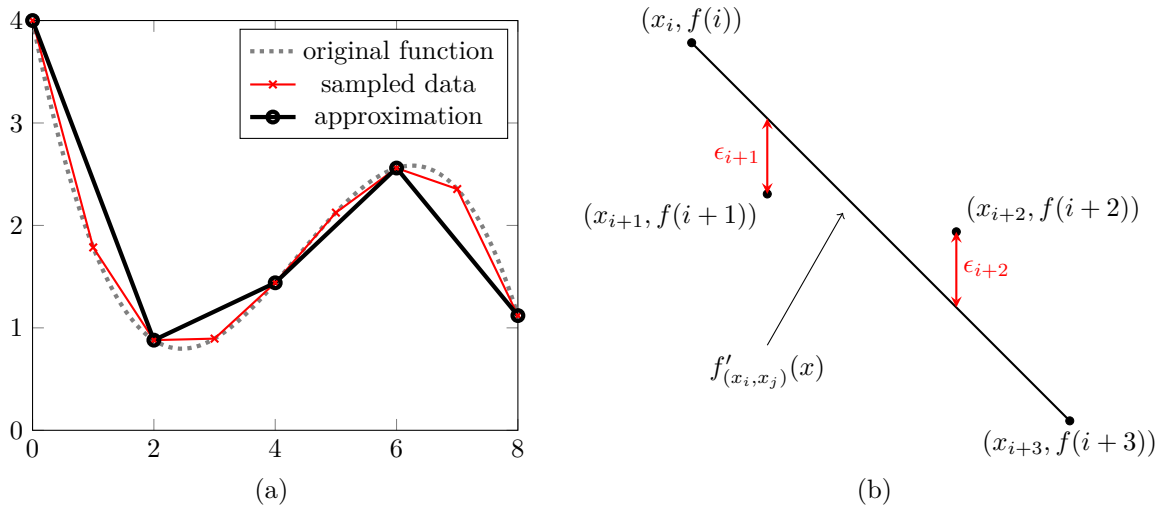 4
3
2
1
0
0
2
4
6
8
original function
sampled data
approximation
(a)
(x_i, f(i))
ϵ_{i+1}
(x_{i+1}, f(i + 1))
(x_{i+2}, f(i + 2))
ϵ_{i+2}
f'_{(x_i,x_j)}(x)
(x_{i+3}, f(i + 3))
(b)